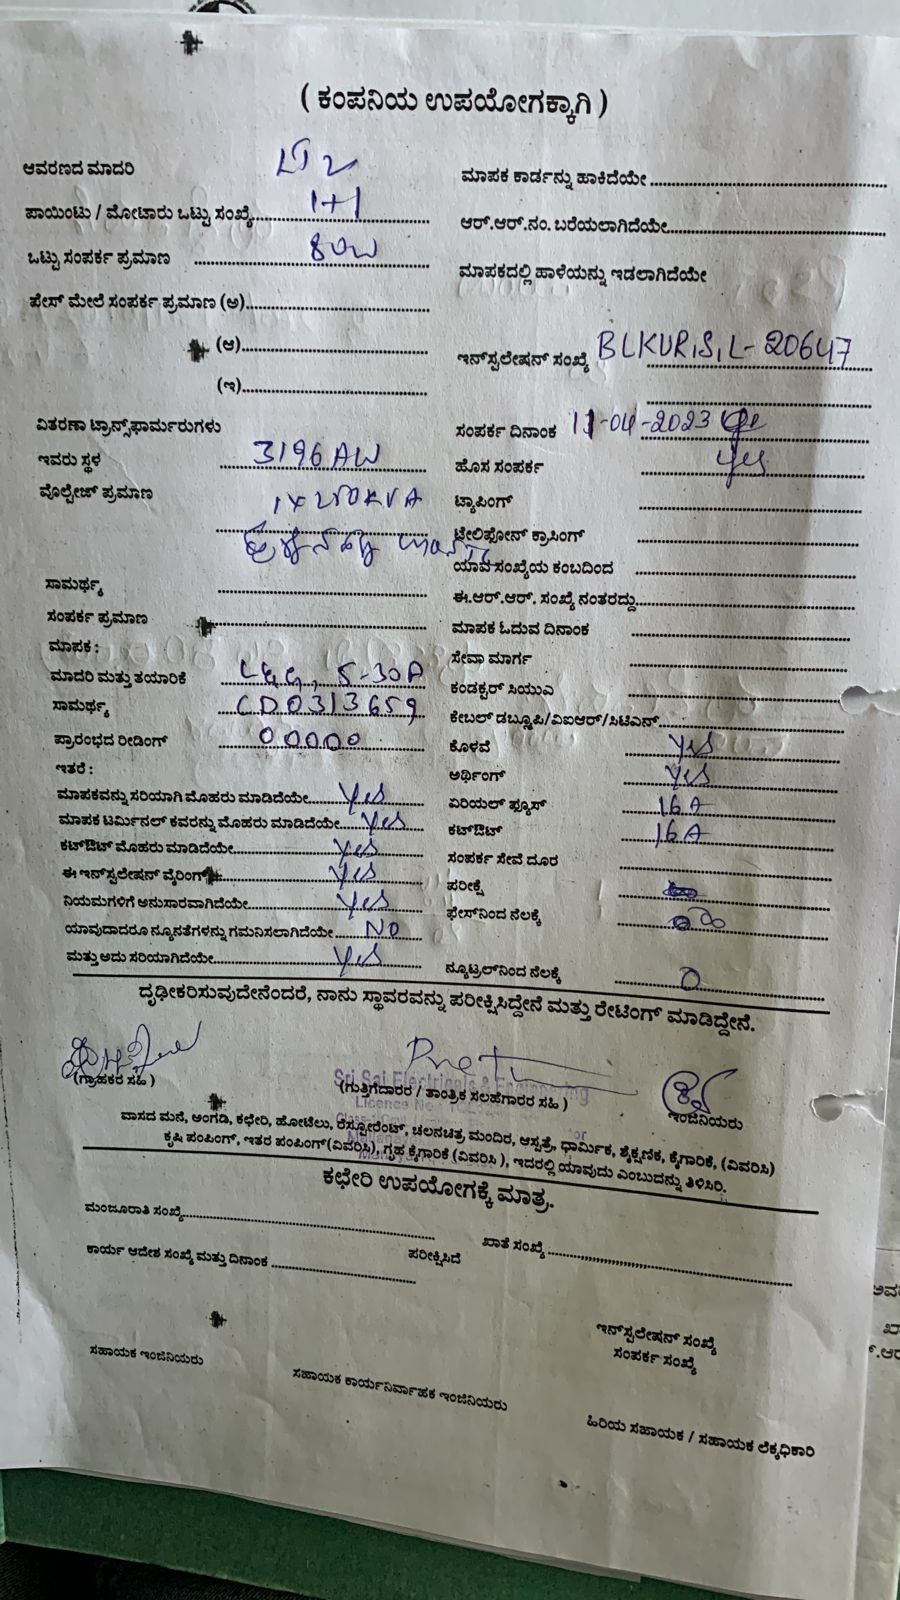 ( ಕಂಪನಿಯ ಉಪಯೋಗಕ್ಕಾಗಿ )
ಆವರಣದ ಮಾದರಿ
ಪಾಯಿಂಟು / ಮೋಟಾರು ಒಟ್ಟು ಸಂಖ್ಯೆ 1+1
ಒಟ್ಟು ಸಂಪರ್ಕ ಪ್ರಮಾಣ 80W
ಫೇಸ್ ಮೇಲೆ ಸಂಪರ್ಕ ಪ್ರಮಾಣ (ಅ)
(ಆ)
(ಇ)
ವಿತರಣಾ ಟ್ರಾನ್ಸ್‌ಫಾರ್ಮರುಗಳು
ಇವರು ಸ್ಥಳ 3196AW
ವೊಲ್ಟೇಜ್ ಪ್ರಮಾಣ 1X250KVA
ಸಾಮರ್ಥ್ಯ
ಸಂಪರ್ಕ ಪ್ರಮಾಣ
ಮಾಪಕ :
ಮಾದರಿ ಮತ್ತು ತಯಾರಿಕೆ L&G, 5-30A
ಸಾಮರ್ಥ್ಯ CD0313659
ಪ್ರಾರಂಭದ ರೀಡಿಂಗ್ 00000
ಇತರೆ :
ಮಾಪಕವನ್ನು ಸರಿಯಾಗಿ ಮೊಹರು ಮಾಡಿದೆಯೇ Yes
ಮಾಪಕ ಟರ್ಮಿನಲ್ ಕವರನ್ನು ಮೊಹರು ಮಾಡಿದೆಯೇ Yes
ಕಟ್‌ಔಟ್ ಮೊಹರು ಮಾಡಿದೆಯೇ Yes
ಈ ಇನ್‌ಸ್ಟಲೇಷನ್ ವೈರಿಂಗ್ Yes
ನಿಯಮಗಳಿಗೆ ಅನುಸಾರವಾಗಿದೆಯೇ Yes
ಯಾವುದಾದರೂ ನ್ಯೂನತೆಗಳನ್ನು ಗಮನಿಸಲಾಗಿದೆಯೇ NO
ಮತ್ತು ಅದು ಸರಿಯಾಗಿದೆಯೇ Yes
ಮಾಪಕ ಕಾರ್ಡನ್ನು ಹಾಕಿದೆಯೇ
ಆರ್.ಆರ್.ನಂ. ಬರೆಯಲಾಗಿದೆಯೇ
ಮಾಪಕದಲ್ಲಿ ಹಾಳೆಯನ್ನು ಇಡಲಾಗಿದೆಯೇ
ಇನ್‌ಸ್ಟಲೇಷನ್ ಸಂಖ್ಯೆ BLKURSL-20647
ಸಂಪರ್ಕ ದಿನಾಂಕ 11-04-2023
ಹೊಸ ಸಂಪರ್ಕ Yes
ಟ್ಯಾಪಿಂಗ್
ಟೆಲಿಫೋನ್ ಕ್ರಾಸಿಂಗ್
ಯಾವ ಸಂಖ್ಯೆಯ ಕಂಬದಿಂದ
ಈ.ಆರ್.ಆರ್. ಸಂಖ್ಯೆ ನಂತರದ್ದು
ಮಾಪಕ ಓದುವ ದಿನಾಂಕ
ಸೇವಾ ಮಾರ್ಗ
ಕಂಡಕ್ಟರ್ ಸಿಯುಎ
ಕೇಬಲ್ ಡಬ್ಲ್ಯೂಪಿ/ವಿಐಆರ್/ಸಿಟಿಎನ್
ಕೊಳವೆ Yes
ಅರ್ಥಿಂಗ್ Yes
ಏರಿಯಲ್ ಫ್ಯೂಸ್ 16A
ಕಟ್‌ಔಟ್ 16A
ಸಂಪರ್ಕ ಸೇವೆ ದೂರ
ಪರೀಕ್ಷೆ
ಫೇಸ್‌ನಿಂದ ನೆಲಕ್ಕೆ
ನ್ಯೂಟ್ರಲ್‌ನಿಂದ ನೆಲಕ್ಕೆ 0
ದೃಢೀಕರಿಸುವುದೇನೆಂದರೆ, ನಾನು ಸ್ಥಾವರವನ್ನು ಪರೀಕ್ಷಿಸಿದ್ದೇನೆ ಮತ್ತು ರೇಟಿಂಗ್ ಮಾಡಿದ್ದೇನೆ.
(ಗ್ರಾಹಕರ ಸಹಿ )
Sri Sai Electricals & Engineering
(ಗುತ್ತಿಗೆದಾರರ / ತಾಂತ್ರಿಕ ಸಲಹೆಗಾರರ ಸಹಿ )
ಇಂಜಿನಿಯರು
ವಾಸದ ಮನೆ, ಅಂಗಡಿ, ಕಛೇರಿ, ಹೋಟೆಲು, ರೆಸ್ಟೋರೆಂಟ್, ಚಲನಚಿತ್ರ ಮಂದಿರ, ಆಸ್ಪತ್ರೆ, ಧಾರ್ಮಿಕ, ಶೈಕ್ಷಣಿಕ, ಕೈಗಾರಿಕೆ, (ವಿವರಿಸಿ)
ಕೃಷಿ ಪಂಪಿಂಗ್, ಇತರ ಪಂಪಿಂಗ್(ವಿವರಿಸಿ), ಗೃಹ ಕೈಗಾರಿಕೆ (ವಿವರಿಸಿ ), ಇದರಲ್ಲಿ ಯಾವುದು ಎಂಬುದನ್ನು ತಿಳಿಸಿರಿ.
ಕಛೇರಿ ಉಪಯೋಗಕ್ಕೆ ಮಾತ್ರ.
ಮಂಜೂರಾತಿ ಸಂಖ್ಯೆ
ಖಾತೆ ಸಂಖ್ಯೆ
ಕಾರ್ಯ ಆದೇಶ ಸಂಖ್ಯೆ ಮತ್ತು ದಿನಾಂಕ
ಪರೀಕ್ಷಿಸಿದೆ
ಇನ್‌ಸ್ಟಲೇಷನ್ ಸಂಖ್ಯೆ
ಸಂಪರ್ಕ ಸಂಖ್ಯೆ
ಸಹಾಯಕ ಇಂಜಿನಿಯರು
ಸಹಾಯಕ ಕಾರ್ಯನಿರ್ವಾಹಕ ಇಂಜಿನಿಯರು
ಹಿರಿಯ ಸಹಾಯಕ / ಸಹಾಯಕ ಲೆಕ್ಕಧಿಕಾರಿ